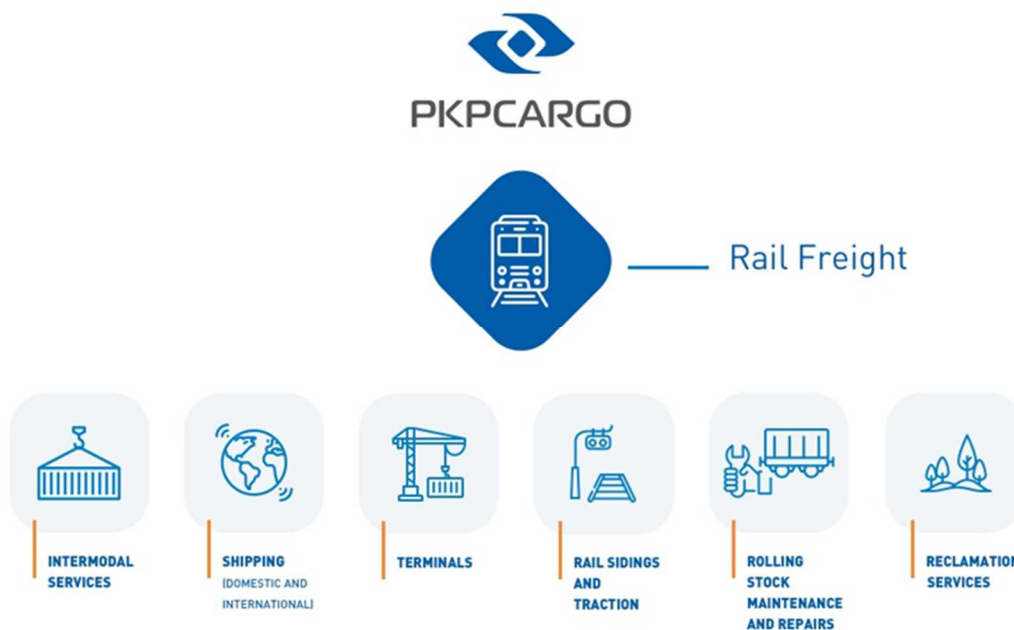 PKPCARGO
Rail Freight
INTERMODAL
SERVICES
SHIPPING
(DOMESTIC AND
INTERNATIONAL)
TERMINALS
RAIL SIDINGS
AND
TRACTION
ROLLING
STOCK
MAINTENANCE
AND REPAIRS
RECLAMATION
SERVICES